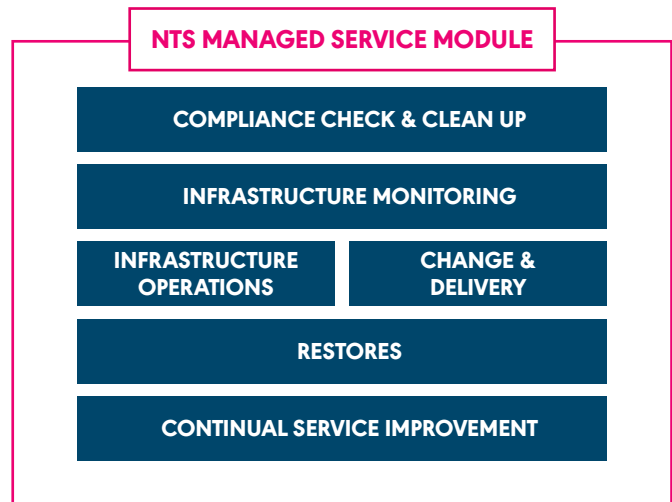 NTS MANAGED SERVICE MODULE
COMPLIANCE CHECK & CLEAN UP
INFRASTRUCTURE MONITORING
INFRASTRUCTURE
OPERATIONS
CHANGE &
DELIVERY
RESTORES
CONTINUAL SERVICE IMPROVEMENT